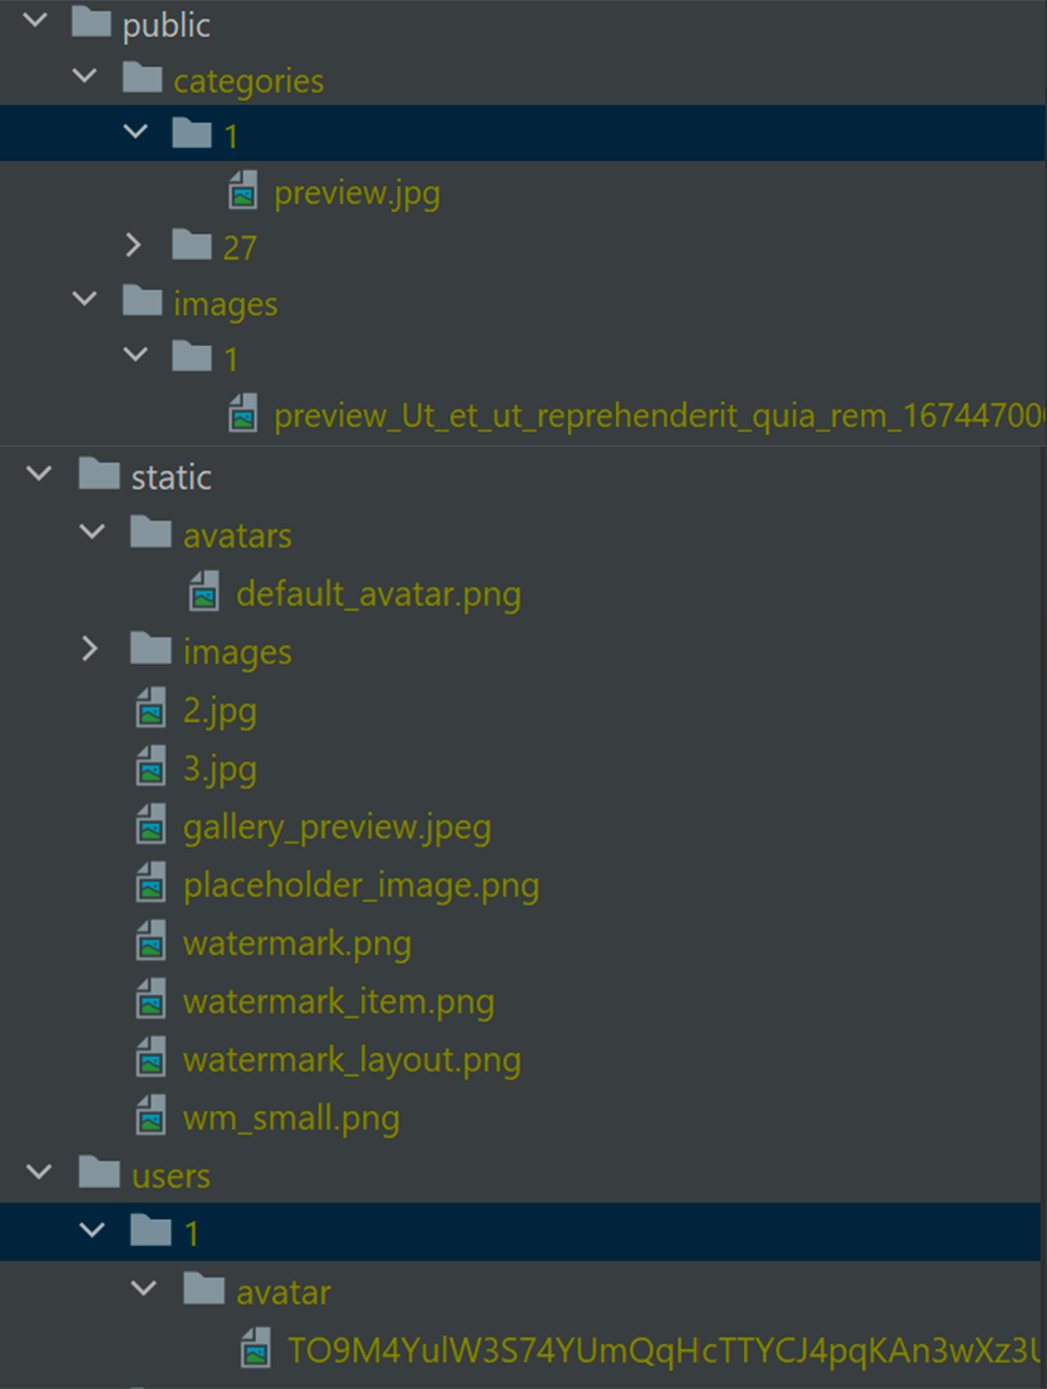 public
categories
1
preview.jpg
27
images
1
preview_Ut_et_ut_reprehenderit_quia_rem_16744700
static
avatars
default_avatar.png
images
2.jpg
3.jpg
gallery_preview.jpeg
placeholder_image.png
watermark.png
watermark_item.png
watermark_layout.png
wm_small.png
users
1
avatar
TO9M4YulW3S74YUmQqHcTTYCJ4pqKAn3wXz3U